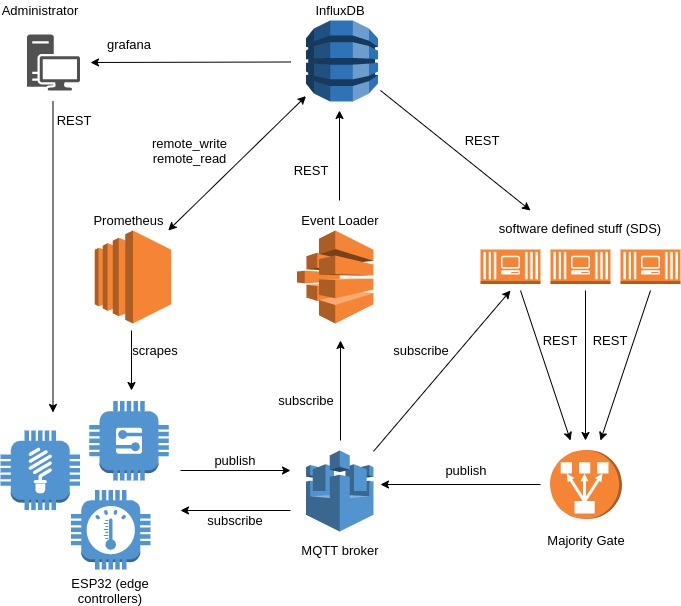 Administrator
InfluxDB
grafana
REST
remote_write
remote_read
REST
REST
Prometheus
Event Loader
software defined stuff (SDS)
scrapes
subscribe
REST
REST
subscribe
publish
publish
subscribe
MQTT broker
Majority Gate
ESP32 (edge
controllers)